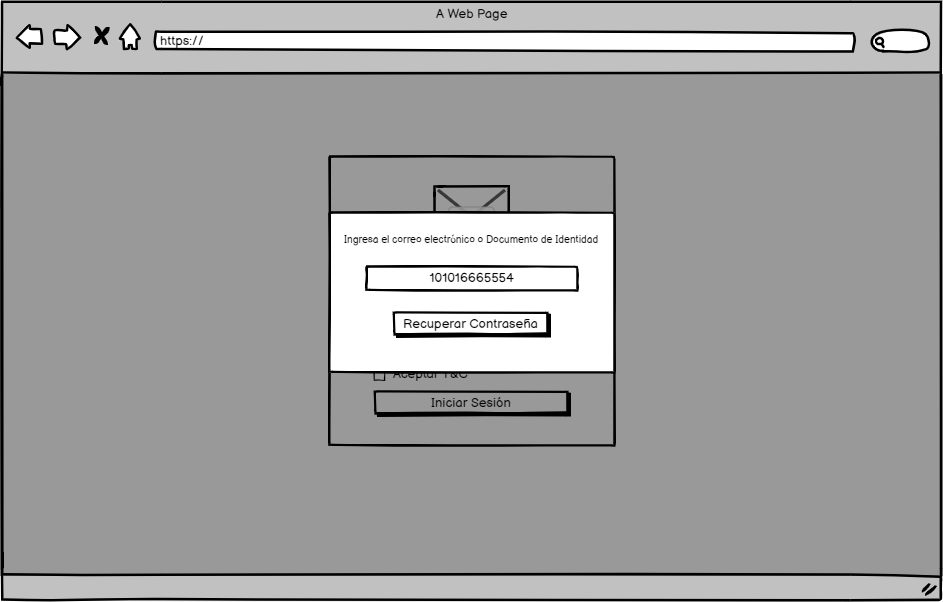 A Web Page
https://
Ingresa el correo electrónico o Documento de Identidad
101016665554
Recuperar Contraseña
Aceptar T&C
Iniciar Sesión